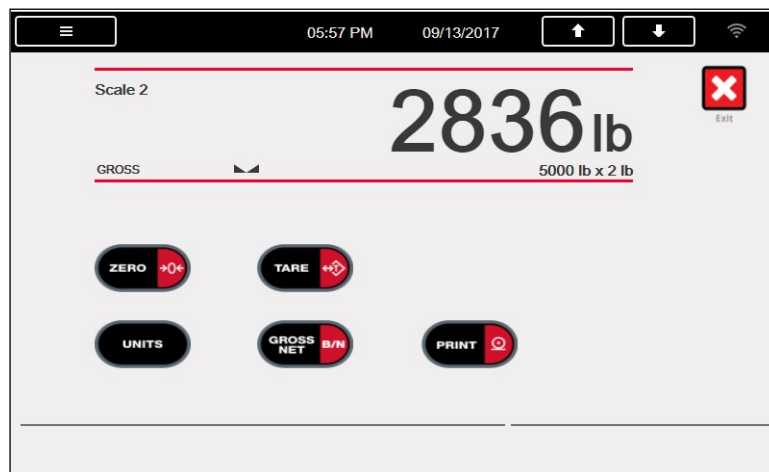 05:57 PM 09/13/2017
Scale 2
2836 lb
Exit
GROSS
5000 lb x 2 lb
ZERO →0←
TARE ↔T
UNITS
GROSS
NET B/N
PRINT